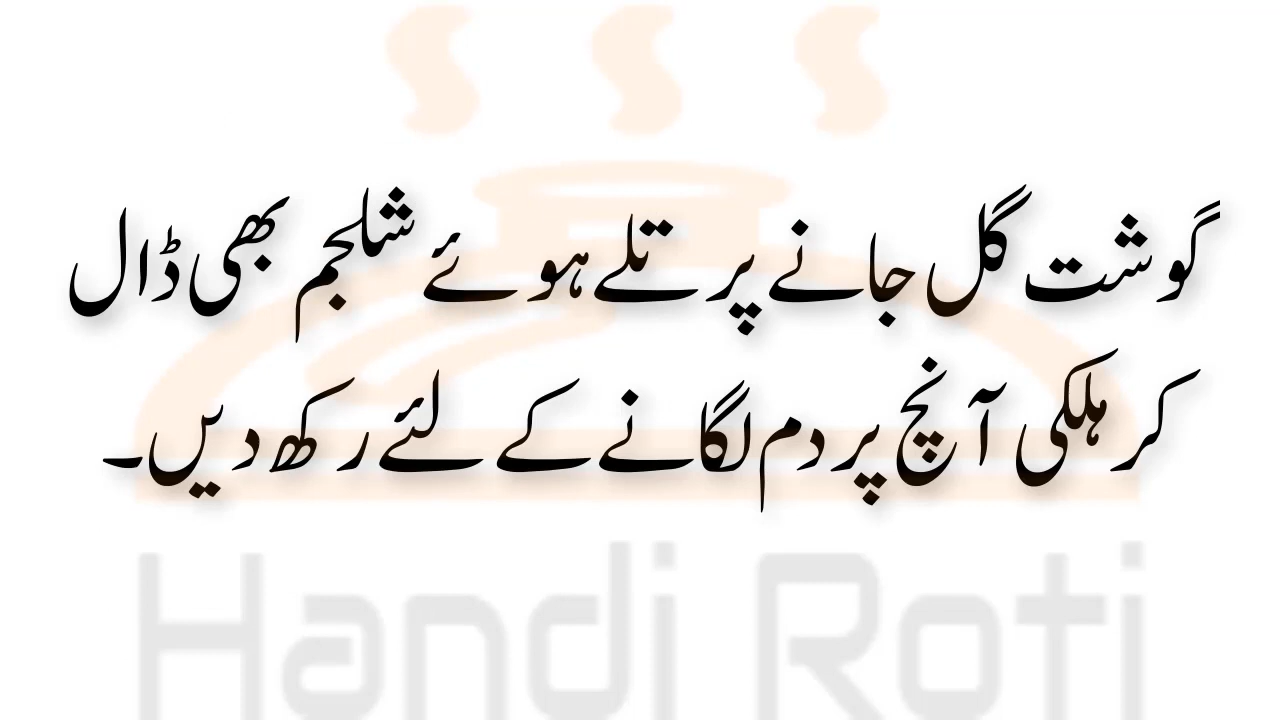 گوشت گل جانے پر تلے ہوئے شلجم بھی ڈال
کر ہلکی آنچ پر دم لگانے کے لئے رکھ دیں۔
Handi Roti